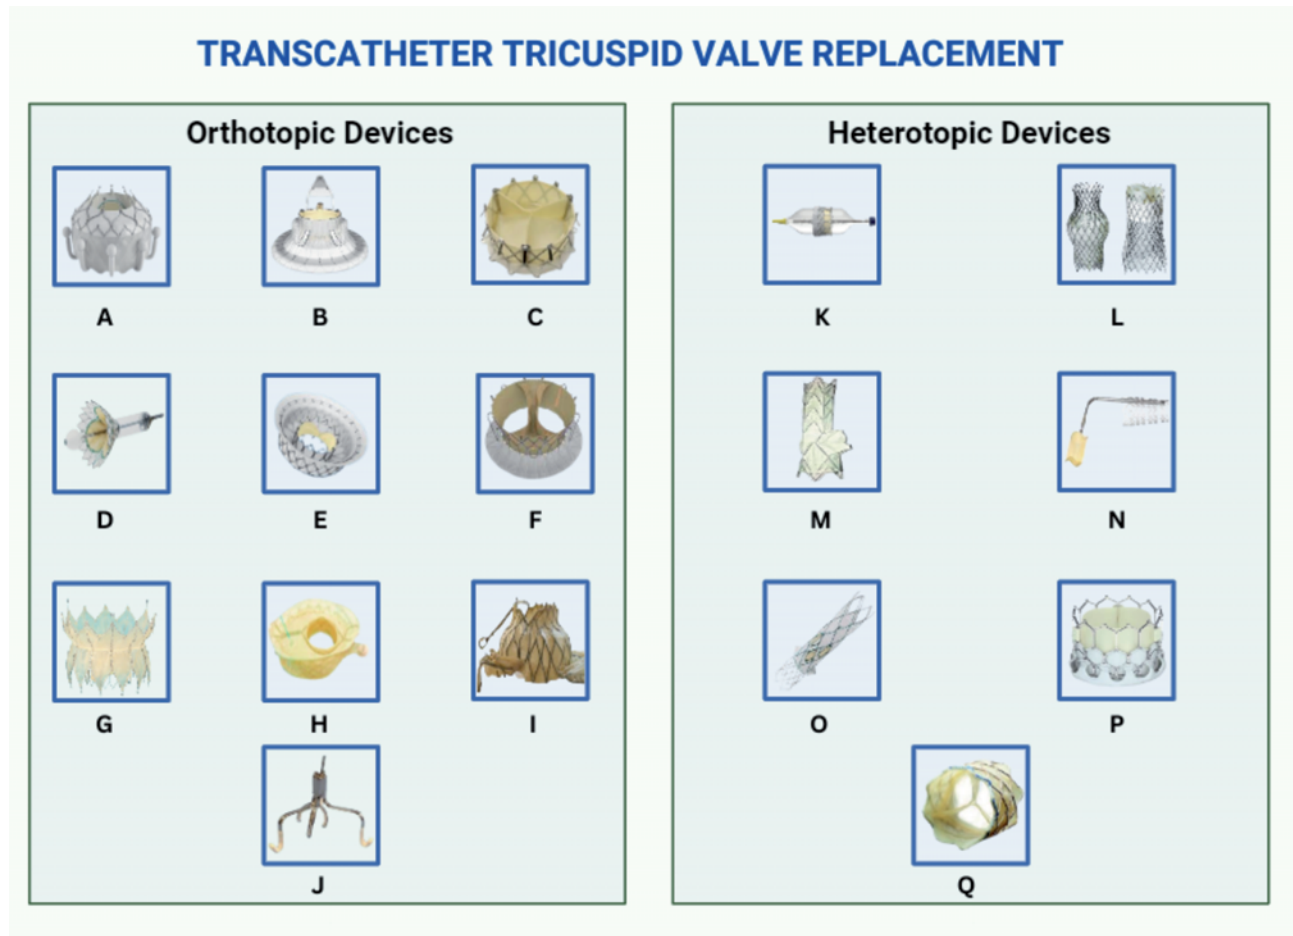 TRANSCATHETER TRICUSPID VALVE REPLACEMENT
Orthotopic Devices
A B C
D E F
G H I
J
Heterotopic Devices
K L
M N
O P
Q